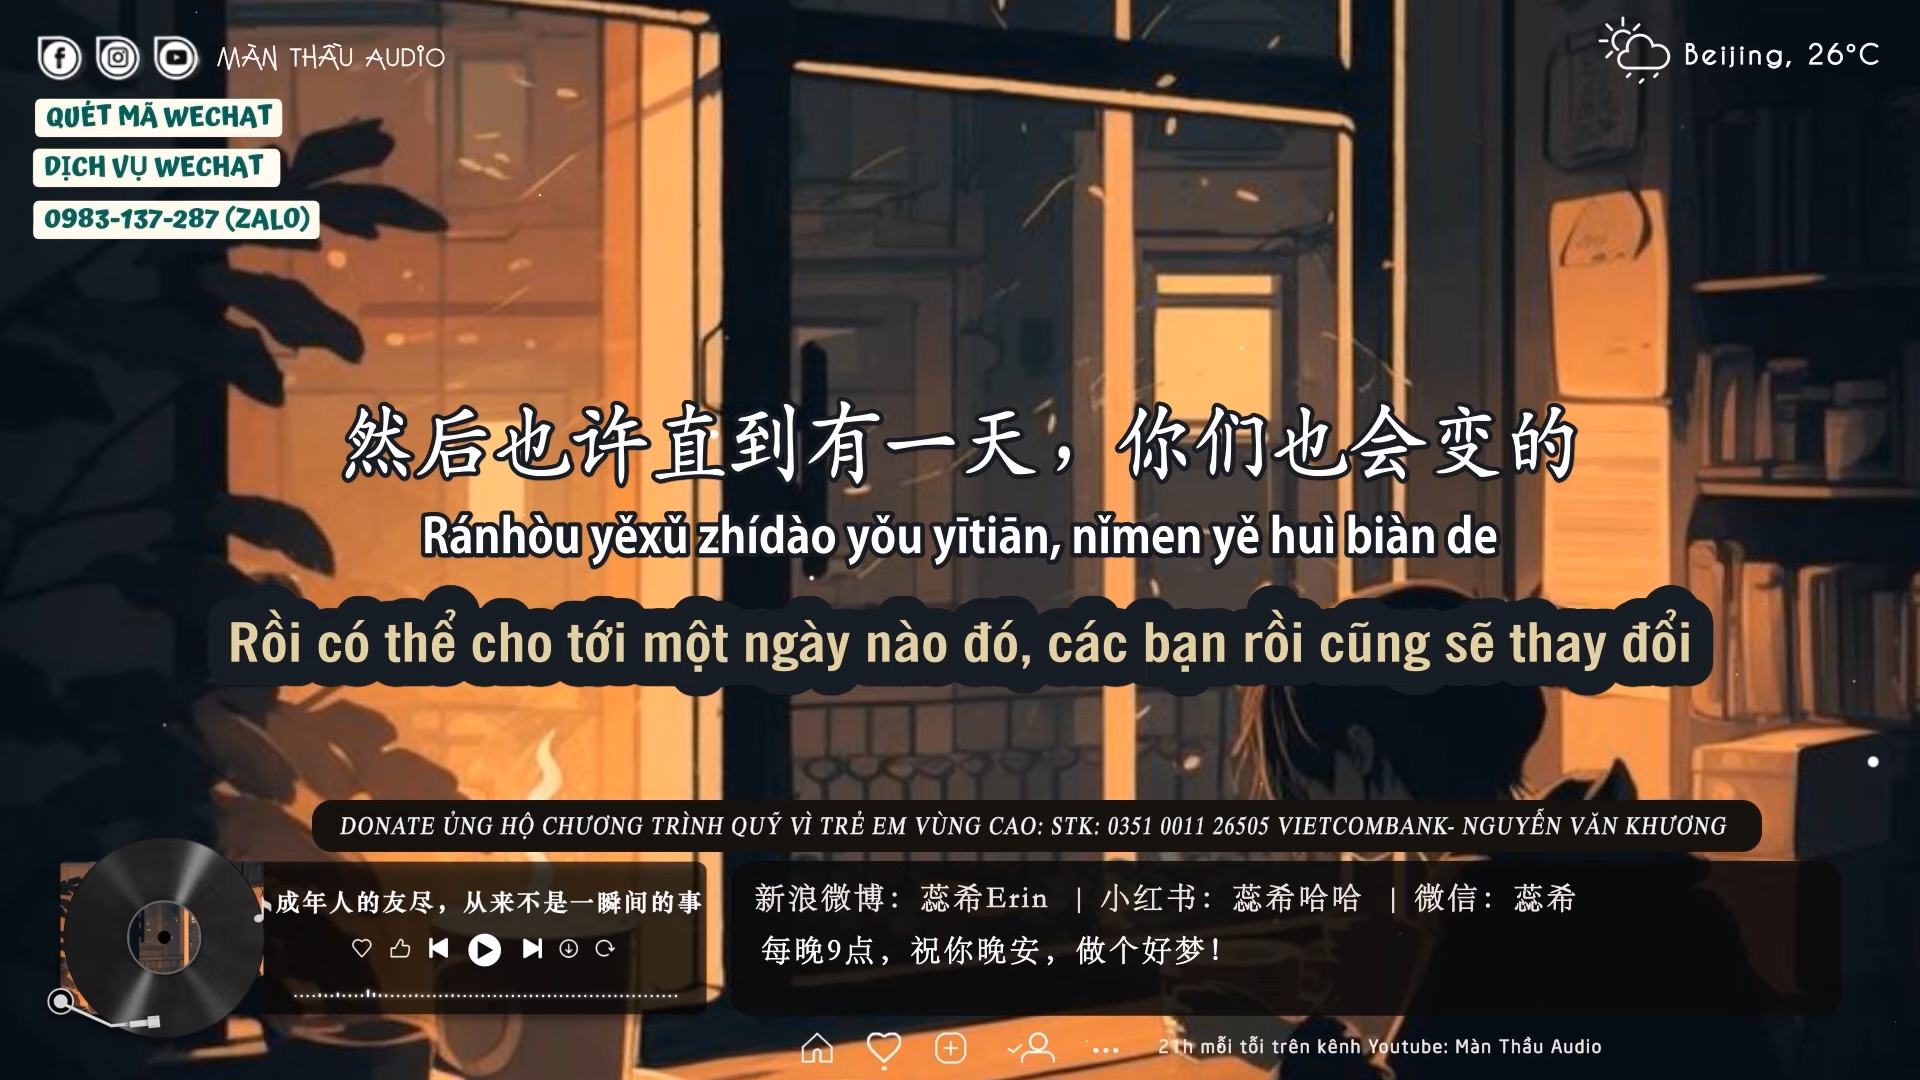 MÀN THẦU AUDIO
Beijing, 26°C
QUÉT MÃ WECHAT
DỊCH VỤ WECHAT
0983-137-287 (ZALO)
然后也许直到有一天，你们也会变的
Ránhòu yěxǔ zhídào yǒu yītiān, nǐmen yě huì biàn de
Rồi có thể cho tới một ngày nào đó, các bạn rồi cũng sẽ thay đổi
DONATE ỦNG HỘ CHƯƠNG TRÌNH QUỸ VÌ TRẺ EM VÙNG CAO: STK: 0351 0011 26505 VIETCOMBANK- NGUYỄN VĂN KHƯƠNG
成年人的友尽，从来不是一瞬间的事
新浪微博：蕊希Erin | 小红书：蕊希哈哈 | 微信：蕊希
每晚9点，祝你晚安，做个好梦！
21h mỗi tối trên kênh Youtube: Màn Thầu Audio